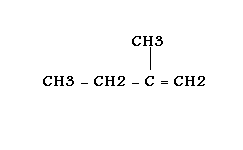 CH3
CH3 – CH2 – C = CH2